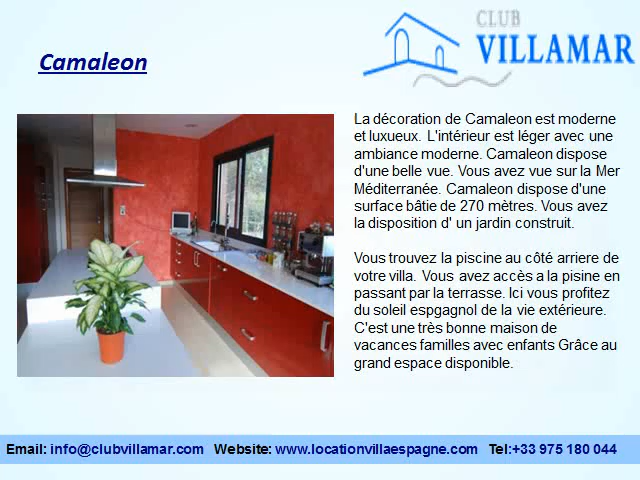 Camaleon
CLUB
VILLAMAR
La décoration de Camaleon est moderne
et luxueux. L'intérieur est léger avec une
ambiance moderne. Camaleon dispose
d'une belle vue. Vous avez vue sur la Mer
Méditerranée. Camaleon dispose d'une
surface bâtie de 270 mètres. Vous avez
la disposition d' un jardin construit.
Vous trouvez la piscine au côté arriere de
votre villa. Vous avez accès a la pisine en
passant par la terrasse. Ici vous profitez
du soleil espgagnol de la vie extérieure.
C'est une très bonne maison de
vacances familles avec enfants Grâce au
grand espace disponible.
Email: info@clubvillamar.com Website: www.locationvillaespagne.com Tel:+33 975 180 044